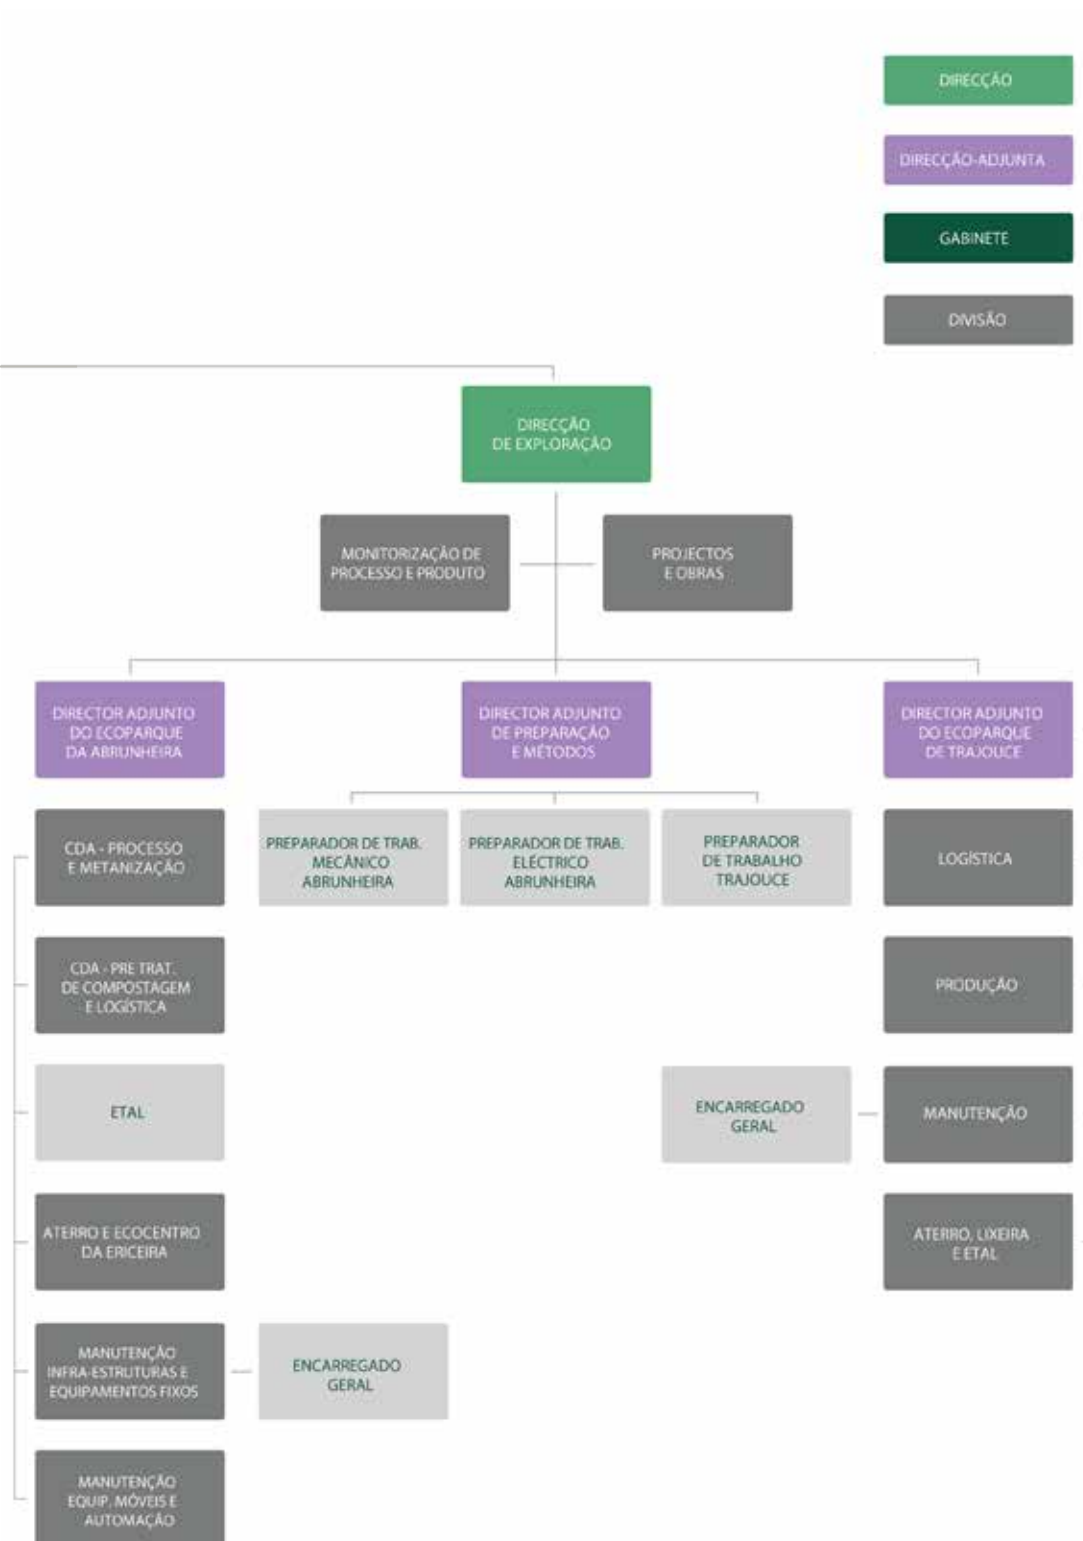 DIRECÇÃO
DIRECÇÃO-ADJUNTA
GABINETE
DIVISÃO
DIRECÇÃO
DE EXPLORAÇÃO
MONITORIZAÇÃO DE
PROCESSO E PRODUTO
PROJECTOS
E OBRAS
DIRECTOR ADJUNTO
DO ECOPARQUE
DA ABRUNHEIRA
DIRECTOR ADJUNTO
DE PREPARAÇÃO
E MÉTODOS
DIRECTOR ADJUNTO
DO ECOPARQUE
DE TRAJOUCE
CDA - PROCESSO
E METANIZAÇÃO
PREPARADOR DE TRAB.
MECÂNICO
ABRUNHEIRA
PREPARADOR DE TRAB.
ELÉCTRICO
ABRUNHEIRA
PREPARADOR
DE TRABALHO
TRAJOUCE
LOGÍSTICA
CDA - PRE TRAT.
DE COMPOSTAGEM
E LOGÍSTICA
PRODUÇÃO
ETAL
ENCARREGADO
GERAL
MANUTENÇÃO
ATERRO E ECOCENTRO
DA ERICEIRA
ATERRO, LIXEIRA
E ETAL
MANUTENÇÃO
INFRA-ESTRUTURAS E
EQUIPAMENTOS FIXOS
ENCARREGADO
GERAL
MANUTENÇÃO
EQUIP. MÓVEIS E
AUTOMAÇÃO